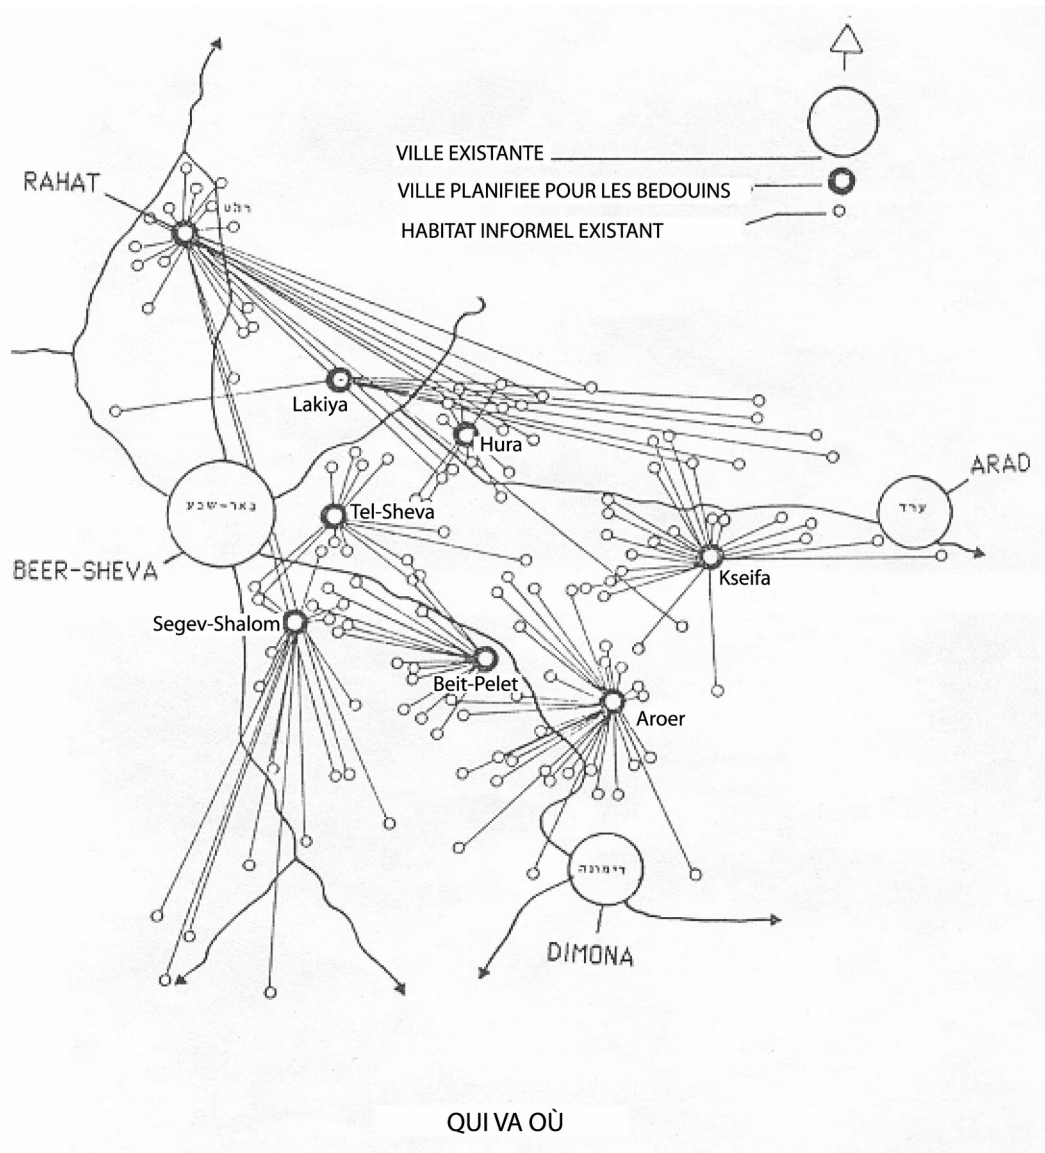 VILLE EXISTANTE
RAHAT
VILLE PLANIFIEE POUR LES BEDOUINS
רהט
HABITAT INFORMEL EXISTANT
Lakiya
Hura
ARAD
באר-שבע
Tel-Sheva
ערד
BEER-SHEVA
Kseifa
Segev-Shalom
Beit-Pelet
Aroer
דימונה
DIMONA
QUI VA OÙ